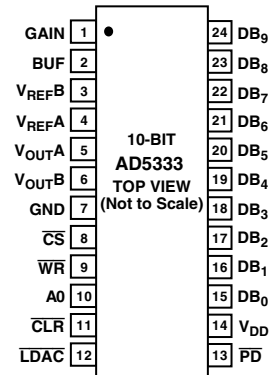 GAIN 1 24 DB9
BUF 2 23 DB8
VREFB 3 22 DB7
VREFA 4 21 DB6
VOUTA 5 20 DB5
VOUTB 6 19 DB4
GND 7 18 DB3
CS 8 17 DB2
WR 9 16 DB1
A0 10 15 DB0
CLR 11 14 VDD
LDAC 12 13 PD
10-BIT
AD5333
TOP VIEW
(Not to Scale)